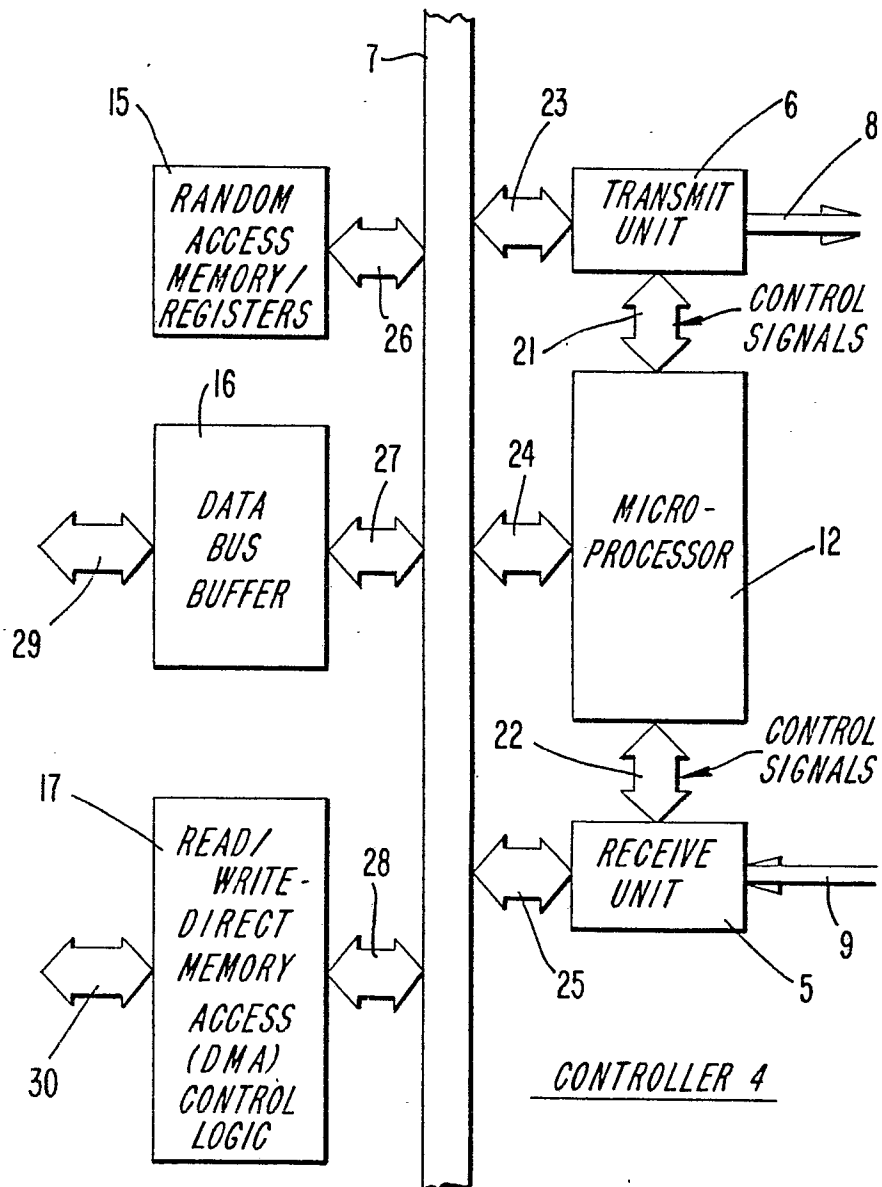 7
15
23
6
8
RANDOM
ACCESS
MEMORY/
REGISTERS
TRANSMIT
UNIT
26
21
CONTROL
SIGNALS
16
27
24
DATA
BUS
BUFFER
MICRO-
PROCESSOR
12
29
22
CONTROL
SIGNALS
17
READ/
WRITE-
DIRECT
MEMORY
ACCESS
(DMA)
CONTROL
LOGIC
28
RECEIVE
UNIT
25
9
5
30
CONTROLLER 4